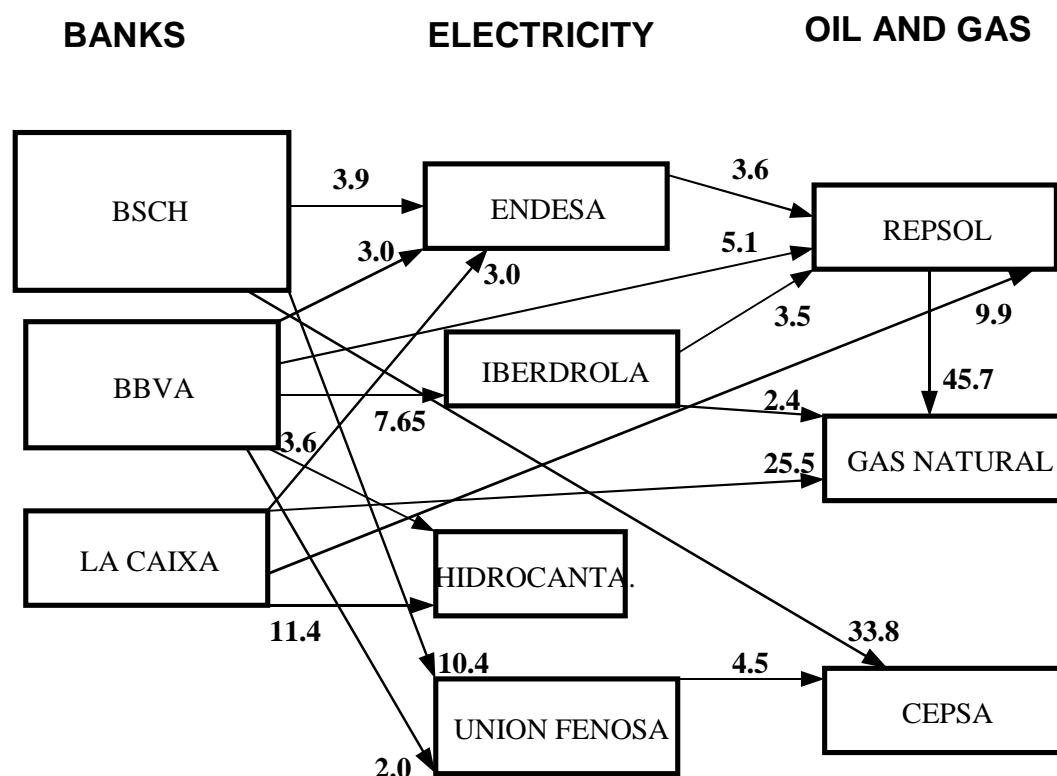 BANKS
ELECTRICITY
OIL AND GAS
3.9
3.6
BSCH
ENDESA
REPSOL
3.0
3.0
5.1
3.5
9.9
BBVA
IBERDROLA
7.65
2.4
45.7
3.6
25.5
GAS NATURAL
LA CAIXA
HIDROCANTA.
11.4
33.8
10.4
4.5
UNION FENOSA
CEPSA
2.0